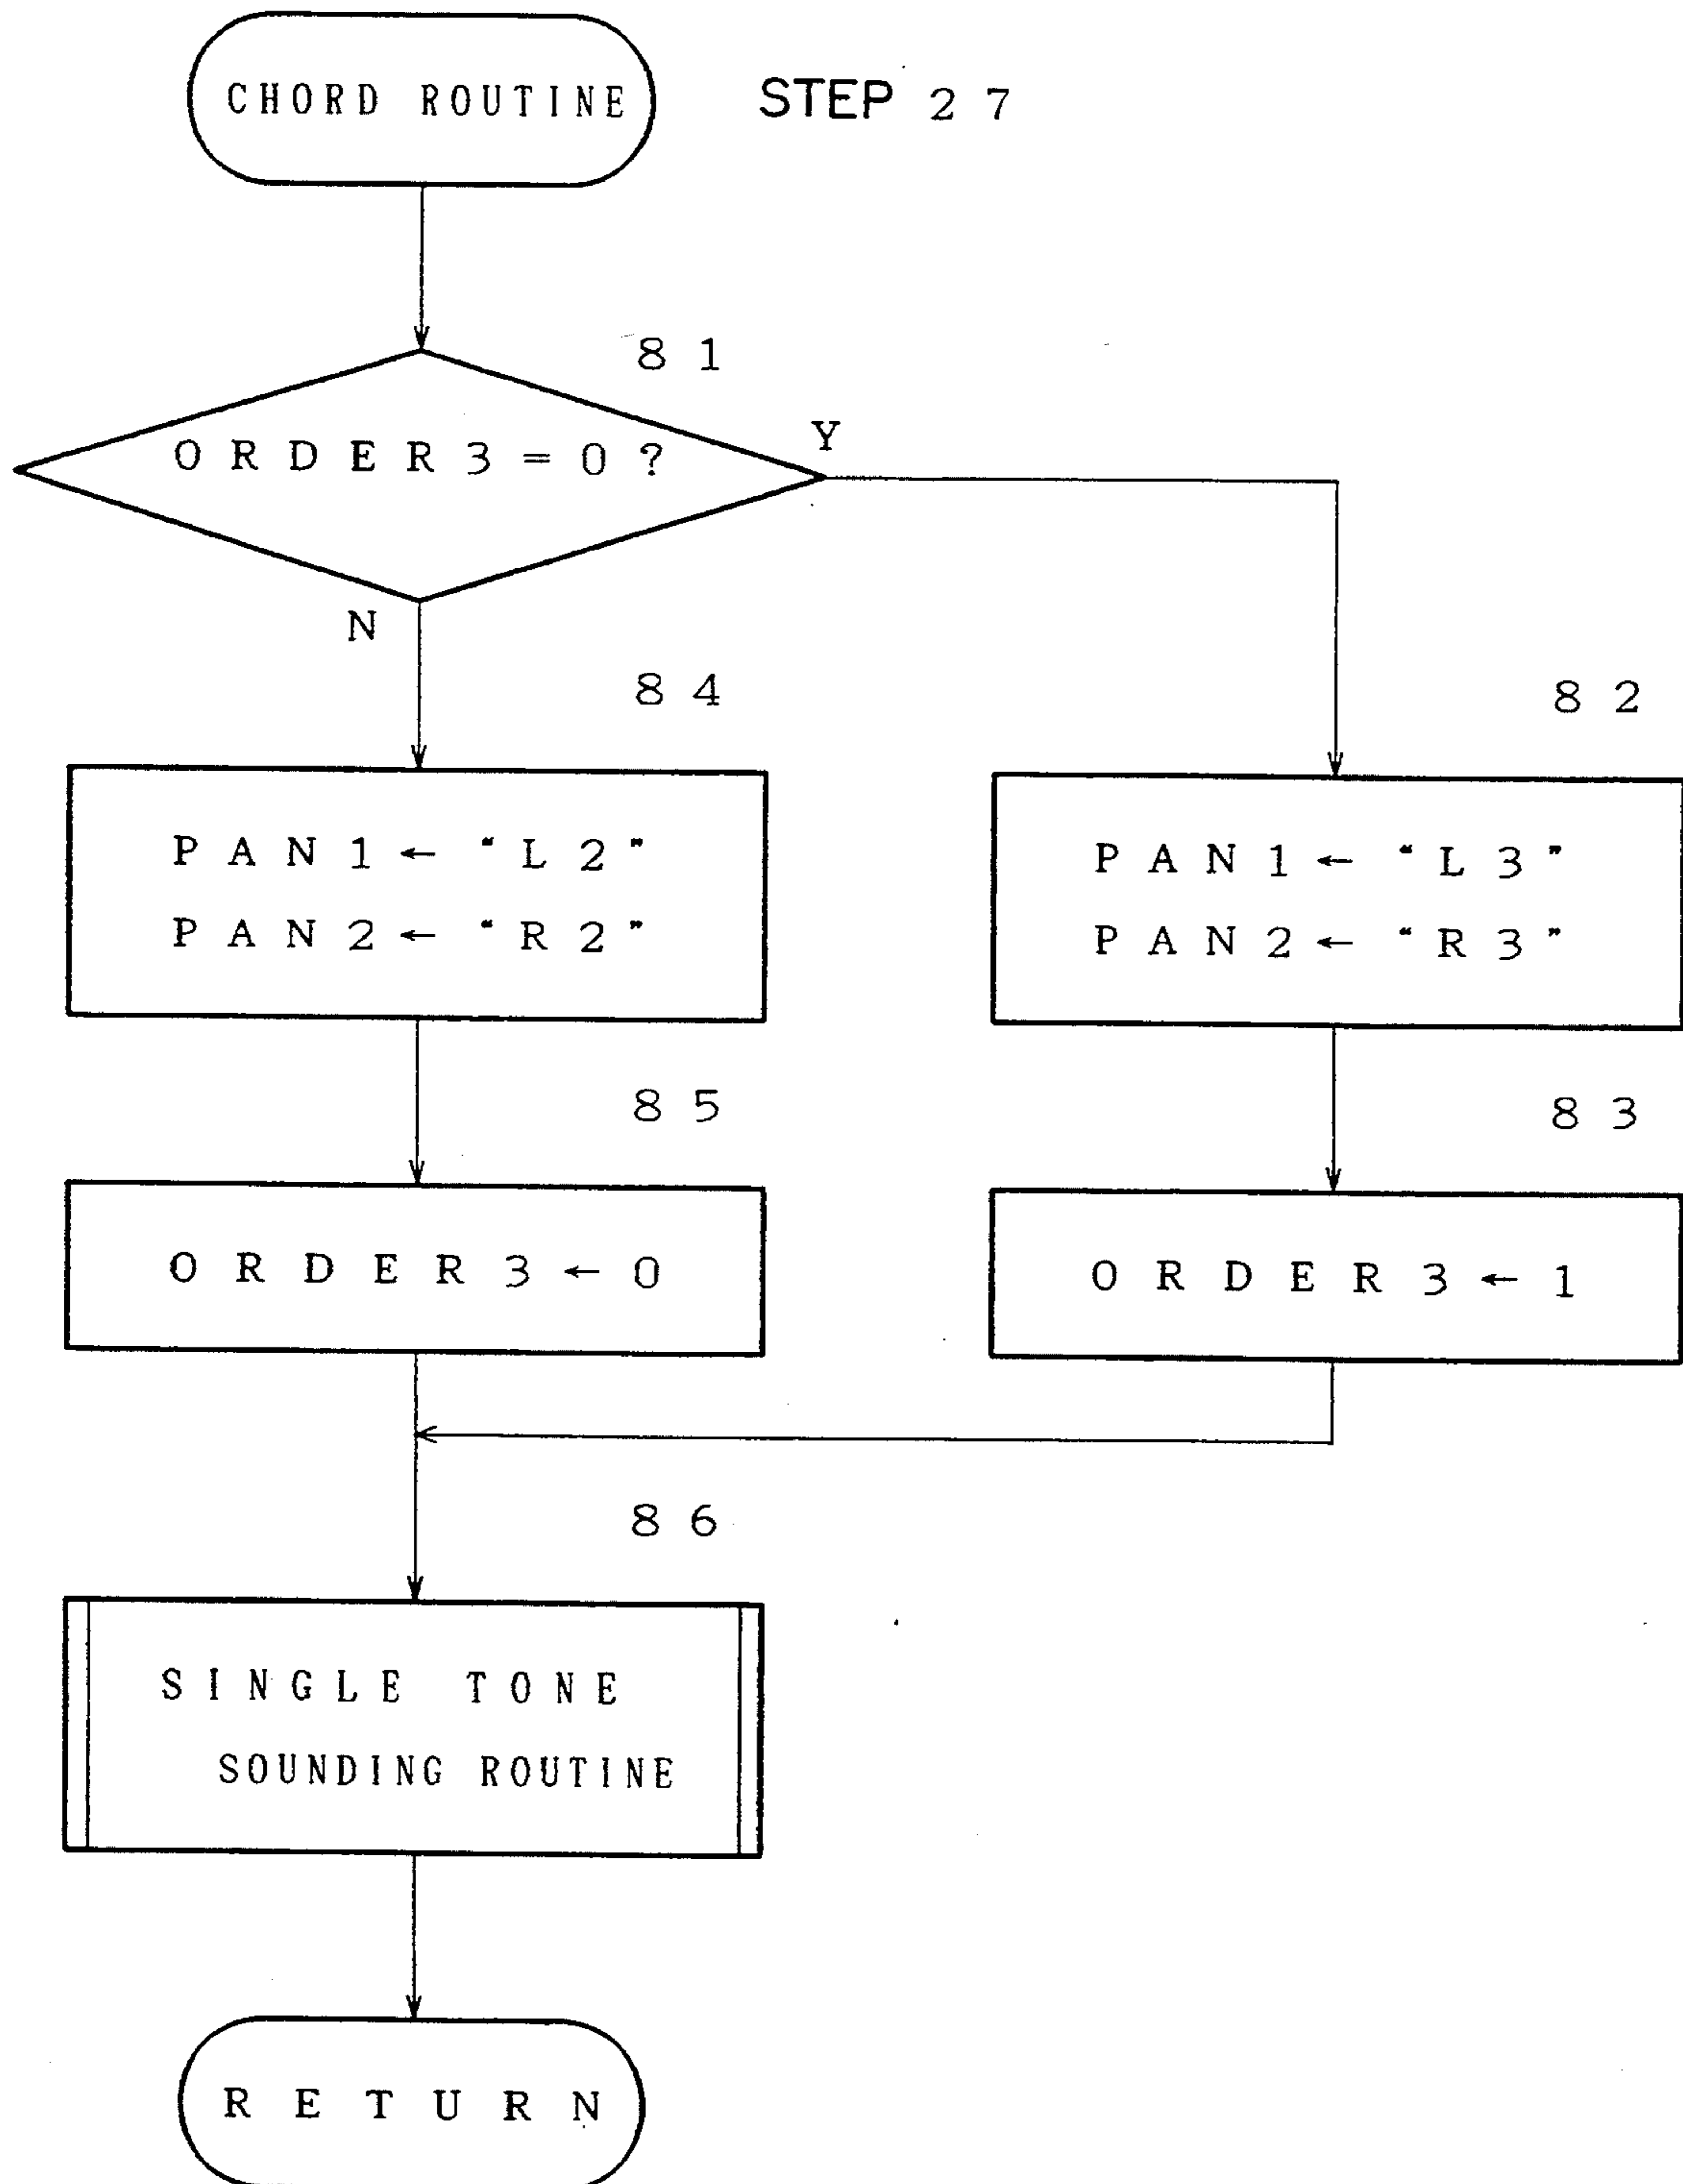 CHORD ROUTINE
STEP 27
81
ORDER3=0?
Y
N
84
82
PAN1← "L2"
PAN2← "R2"
PAN1← "L3"
PAN2← "R3"
85
83
ORDER3←0
ORDER3←1
86
SINGLE TONE
SOUNDING ROUTINE
RETURN